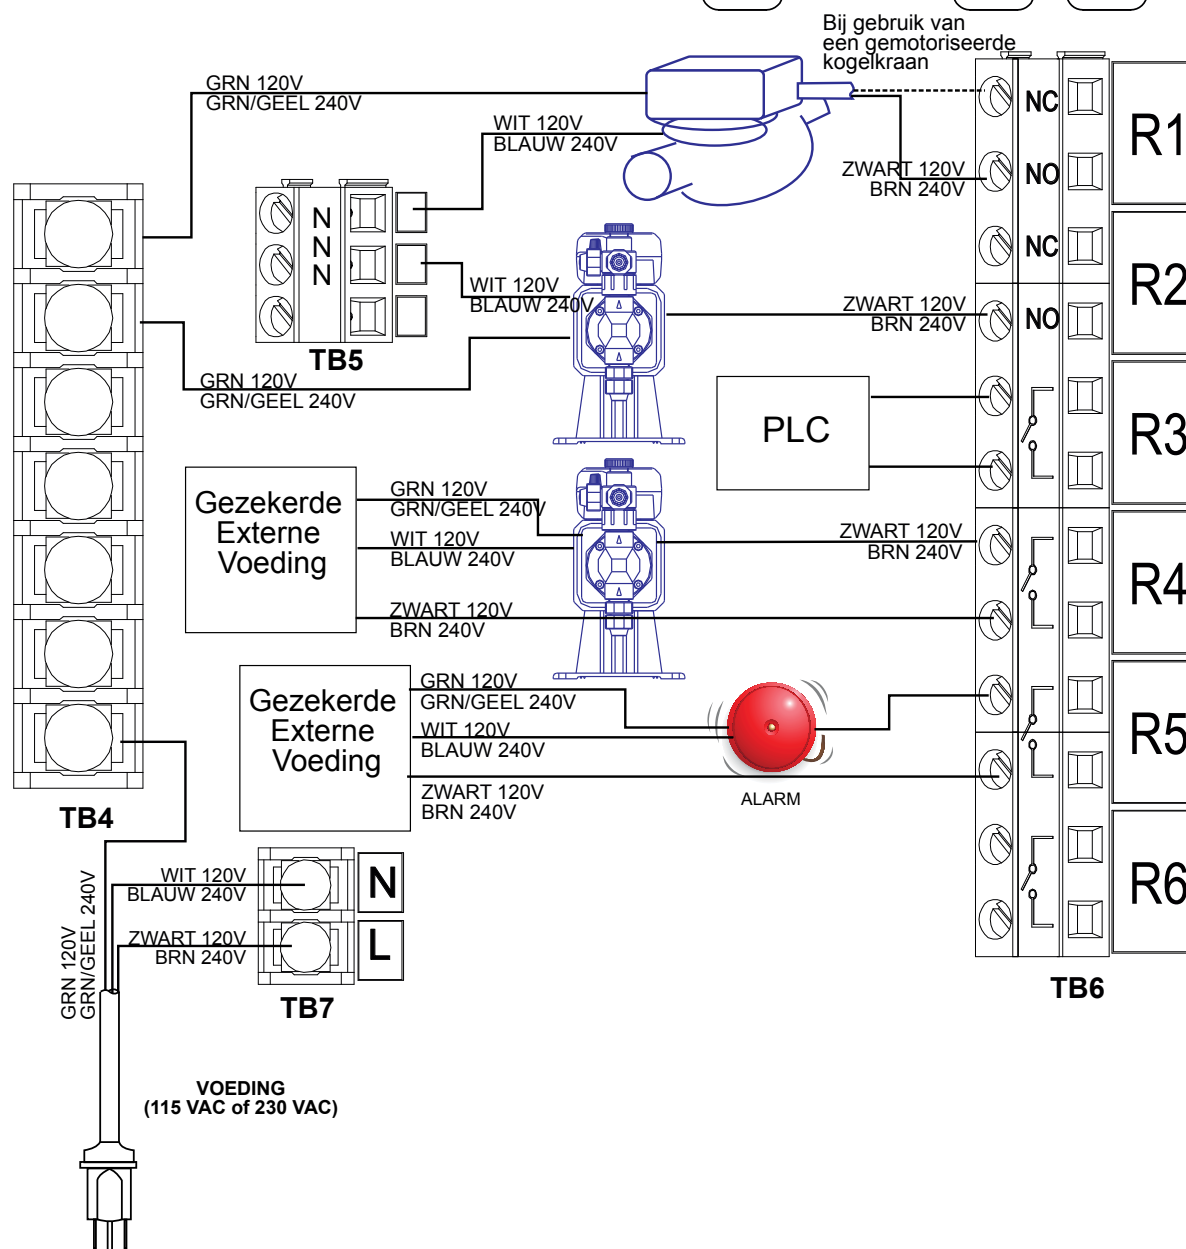 Bij gebruik van
een gemotoriseerde
kogelkraan
GRN 120V
GRN/GEEL 240V
WIT 120V
BLAUW 240V
ZWART 120V
BRN 240V
NC
NO
R1
N
N
N
TB5
NC
NO
R2
WIT 120V
BLAUW 240V
ZWART 120V
BRN 240V
GRN 120V
GRN/GEEL 240V
PLC
R3
Gezekerde
Externe
Voeding
GRN 120V
GRN/GEEL 240V
WIT 120V
BLAUW 240V
ZWART 120V
BRN 240V
ZWART 120V
BRN 240V
R4
Gezekerde
Externe
Voeding
GRN 120V
GRN/GEEL 240V
WIT 120V
BLAUW 240V
ZWART 120V
BRN 240V
ALARM
R5
TB4
WIT 120V
BLAUW 240V
N
ZWART 120V
BRN 240V
L
TB7
GRN 120V
GRN/GEEL 240V
R6
TB6
VOEDING
(115 VAC of 230 VAC)